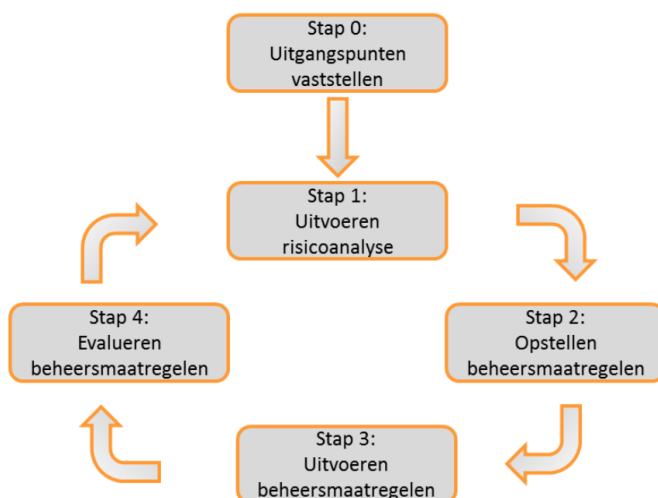 Stap 0:
Uitgangspunten
vaststellen
Stap 1:
Uitvoeren
risicoanalyse
Stap 2:
Opstellen
beheersmaatregelen
Stap 3:
Uitvoeren
beheersmaatregelen
Stap 4:
Evalueren
beheersmaatregelen